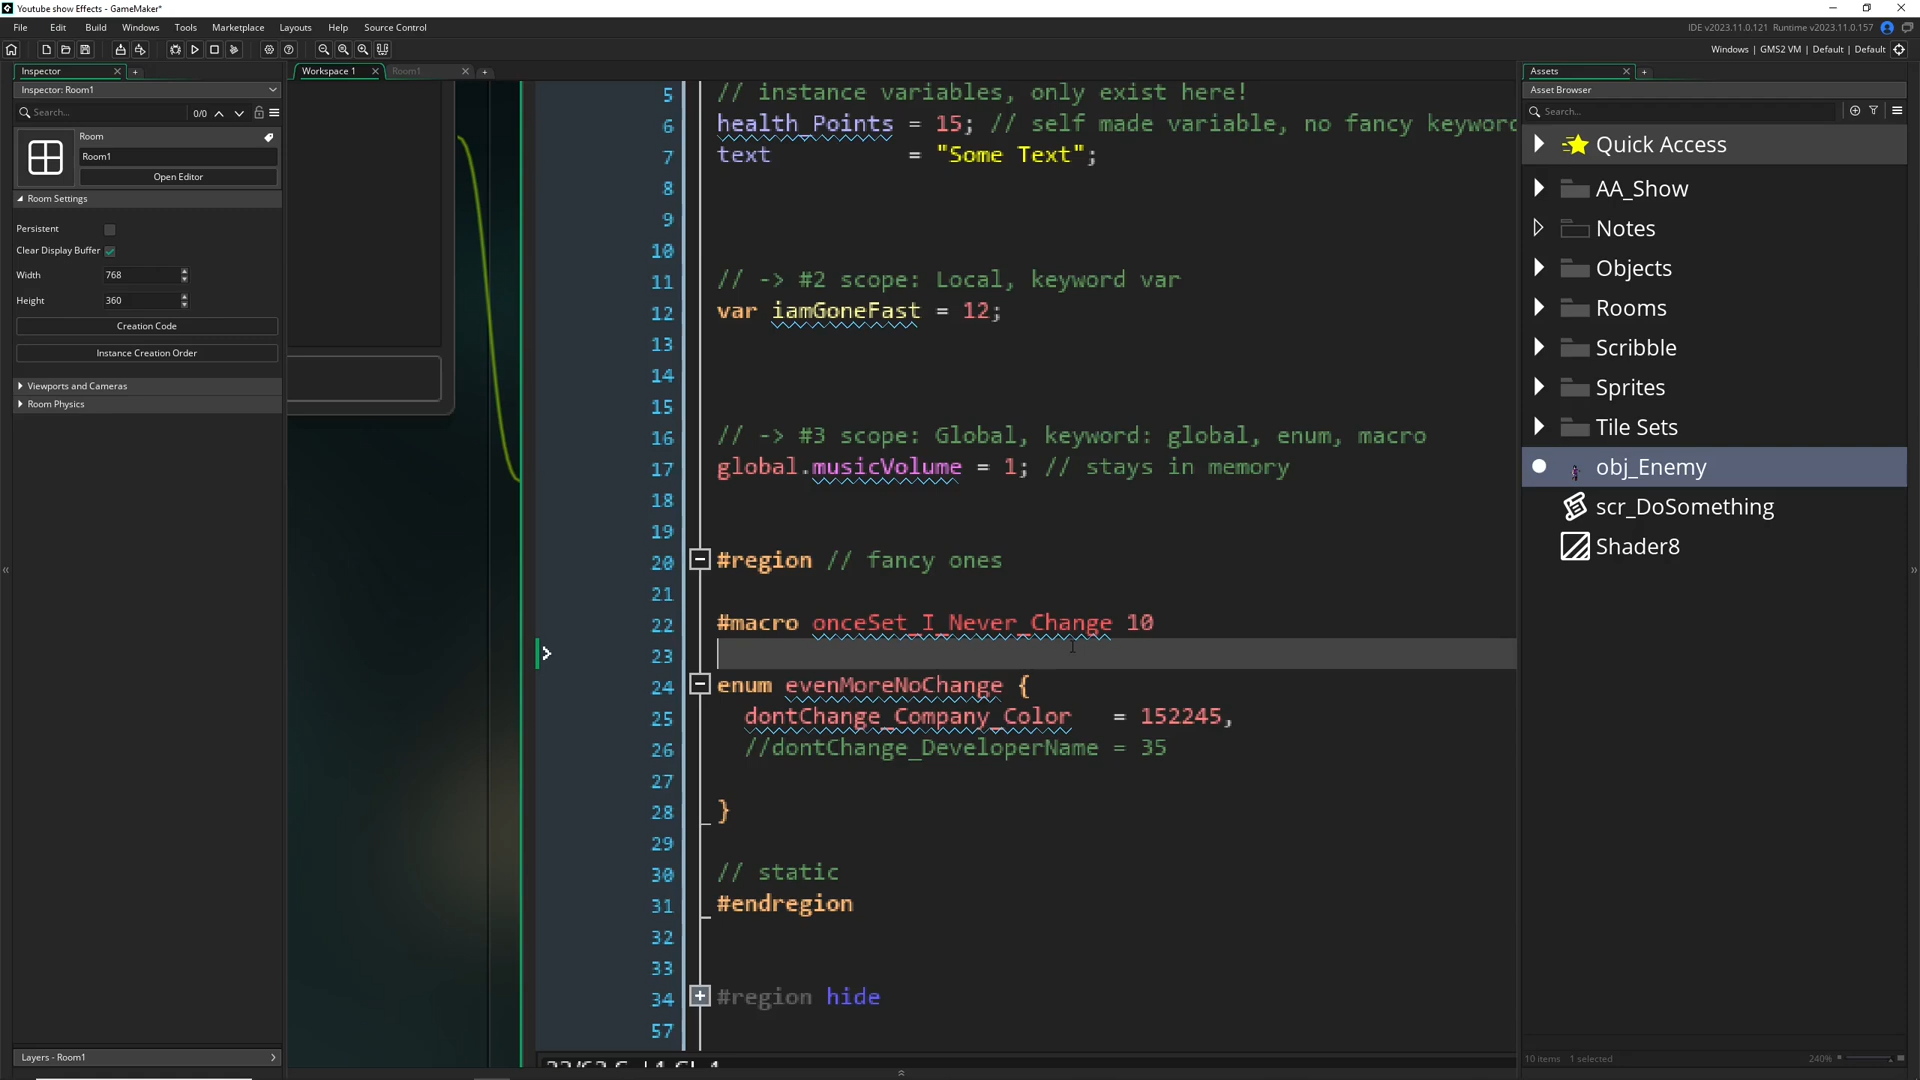 Youtube show Effects - GameMaker*
File Edit Build Windows Tools Marketplace Layouts Help Source Control
IDE v2023.11.0.121 Runtime v2023.11.0.157
Windows | GMS2 VM | Default | Default
Inspector
Inspector: Room1
Search...
0/0
Room
Room1
Open Editor
Room Settings
Persistent
Clear Display Buffer
Width 768
Height 360
Creation Code
Instance Creation Order
Viewports and Cameras
Room Physics
Layers - Room1
Workspace 1
Room1
5 // instance variables, only exist here!
6 health_Points = 15; // self made variable, no fancy keyword
7 text = "Some Text";
8
9
10
11 // -> #2 scope: Local, keyword var
12 var iamGoneFast = 12;
13
14
15
16 // -> #3 scope: Global, keyword: global, enum, macro
17 global.musicVolume = 1; // stays in memory
18
19
20 #region // fancy ones
21
22 #macro onceSet_I_Never_Change 10
23
24 enum evenMoreNoChange {
25 dontChange_Company_Color = 152245,
26 //dontChange_DeveloperName = 35
27
28 }
29
30 // static
31 #endregion
32
33
34 #region hide
57
Assets
Asset Browser
Search...
Quick Access
AA_Show
Notes
Objects
Rooms
Scribble
Sprites
Tile Sets
obj_Enemy
scr_DoSomething
Shader8
10 items 1 selected
240%